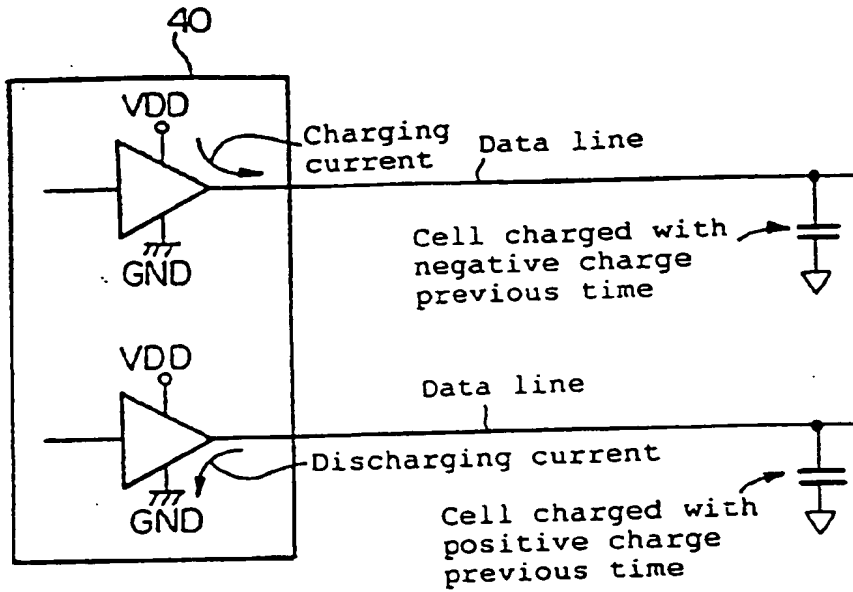 40
VDD
Charging
current
Data line
GND
Cell charged with
negative charge
previous time
VDD
Data line
Discharging current
GND
Cell charged with
positive charge
previous time